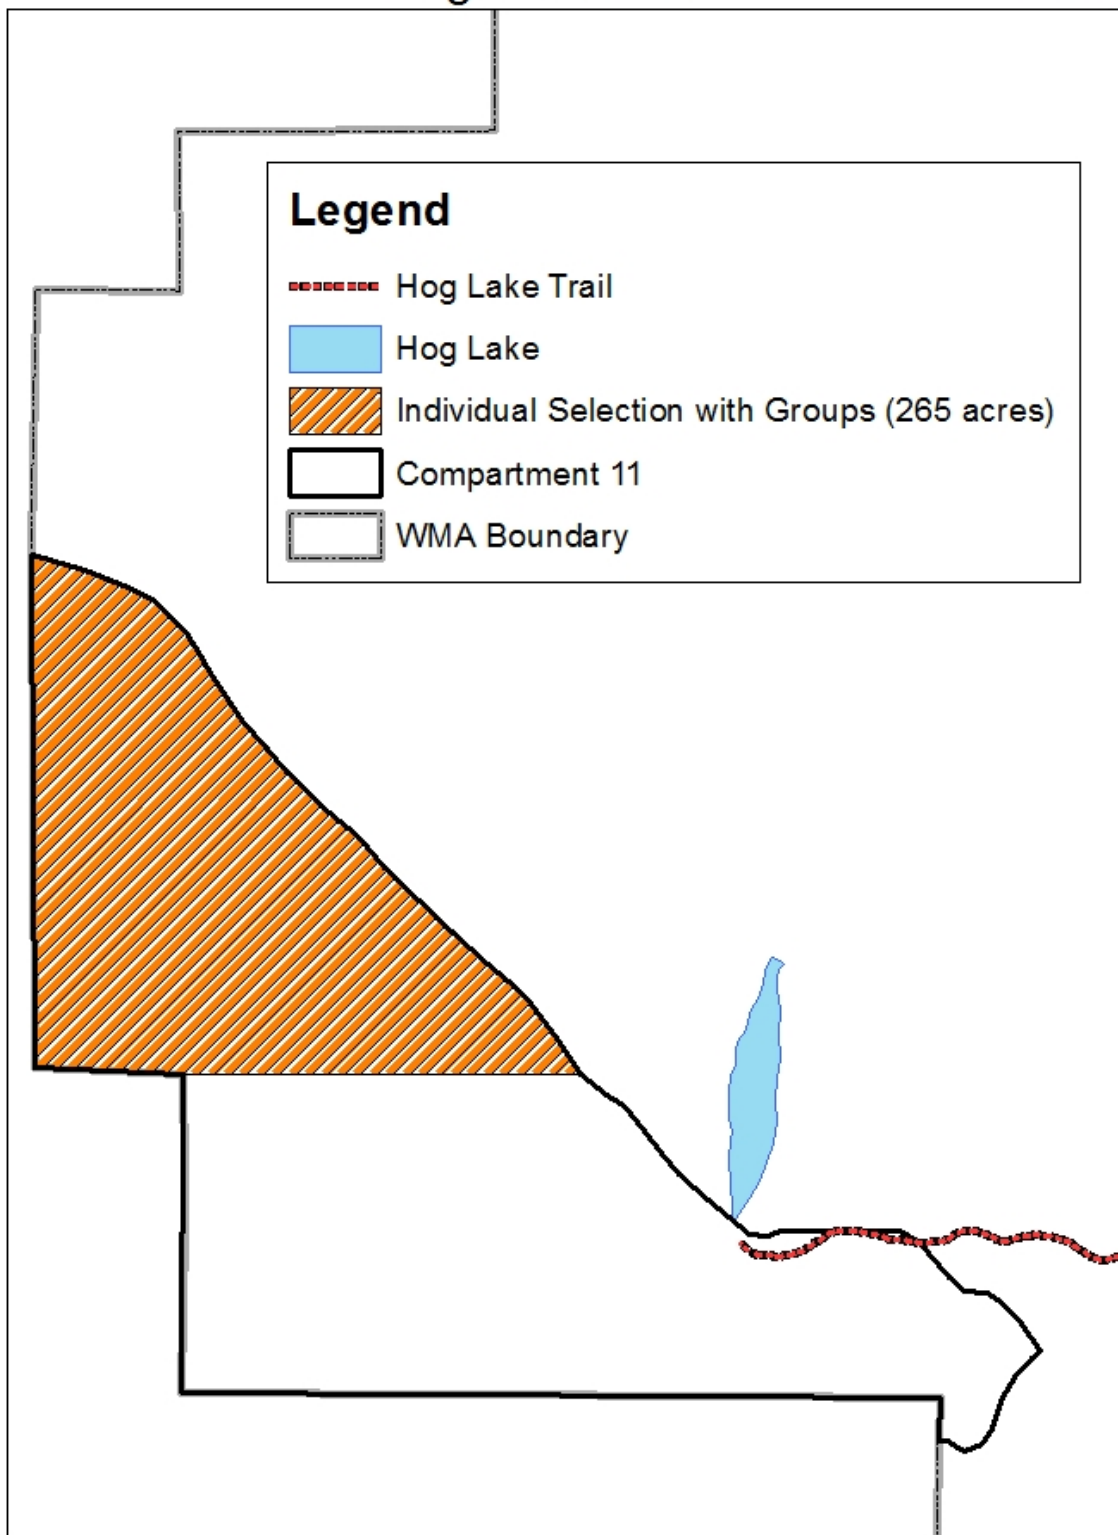 Legend
Hog Lake Trail
Hog Lake
Individual Selection with Groups (265 acres)
Compartment 11
WMA Boundary